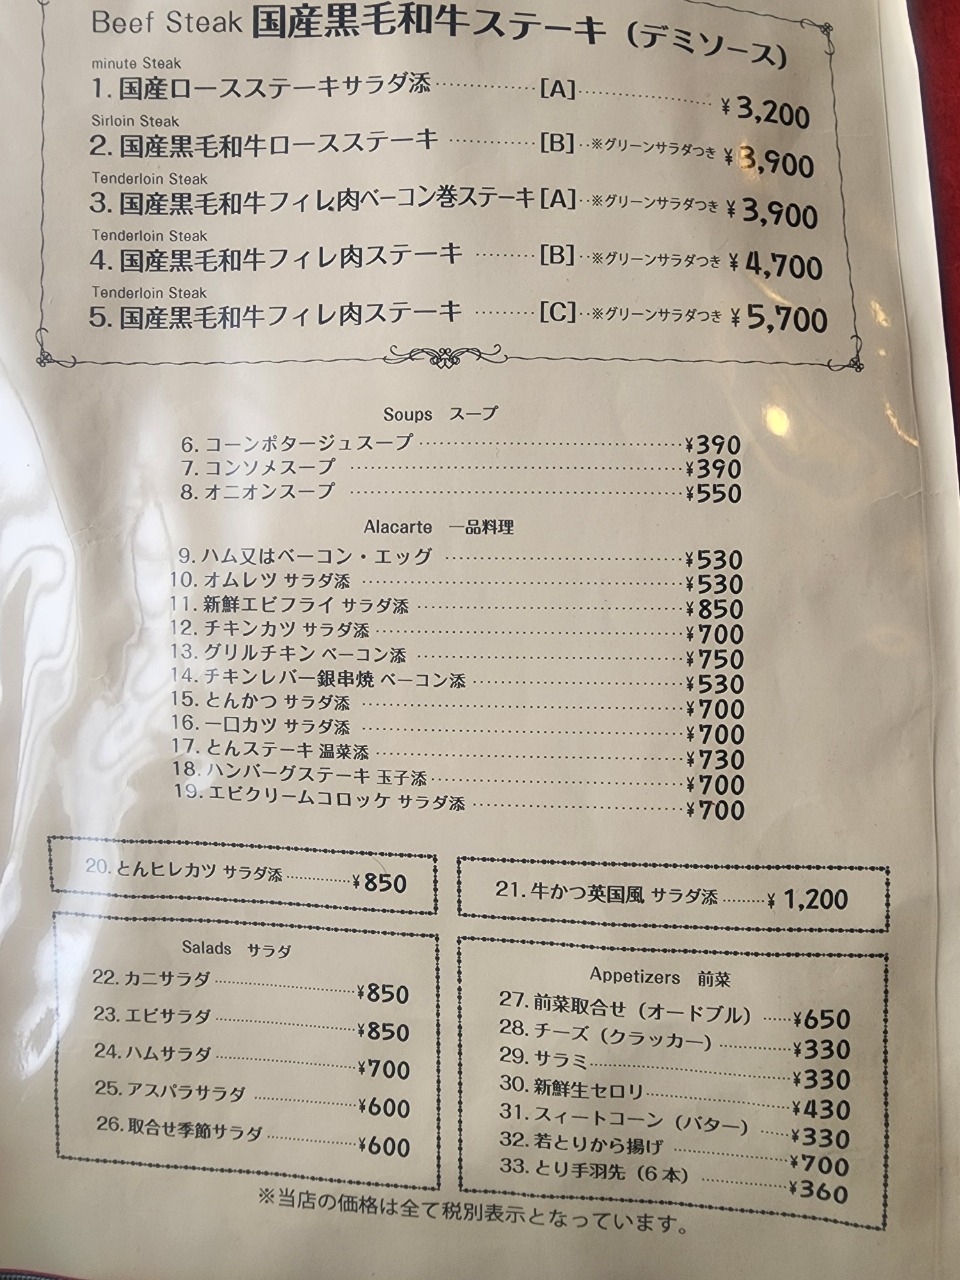 Beef Steak 国産黒毛和牛ステーキ（デミソース）
minute Steak
1. 国産ロースステーキサラダ添 [A] ¥3,200
Sirloin Steak
2. 国産黒毛和牛ロースステーキ [B] ※グリーンサラダつき ¥3,900
Tenderloin Steak
3. 国産黒毛和牛フィレ肉ベーコン巻ステーキ [A] ※グリーンサラダつき ¥3,900
Tenderloin Steak
4. 国産黒毛和牛フィレ肉ステーキ [B] ※グリーンサラダつき ¥4,700
Tenderloin Steak
5. 国産黒毛和牛フィレ肉ステーキ [C] ※グリーンサラダつき ¥5,700
Soups スープ
6. コーンポタージュスープ ¥390
7. コンソメスープ ¥390
8. オニオンスープ ¥550
Alacarte 一品料理
9. ハム又はベーコン・エッグ ¥530
10. オムレツ サラダ添 ¥530
11. 新鮮エビフライ サラダ添 ¥850
12. チキンカツ サラダ添 ¥700
13. グリルチキン ベーコン添 ¥750
14. チキンレバー銀串焼 ベーコン添 ¥530
15. とんかつ サラダ添 ¥700
16. 一口カツ サラダ添 ¥700
17. とんステーキ 温菜添 ¥730
18. ハンバーグステーキ 玉子添 ¥700
19. エビクリームコロッケ サラダ添 ¥700
20. とんヒレカツ サラダ添 ¥850
21. 牛かつ英国風 サラダ添 ¥1,200
Salads サラダ
22. カニサラダ ¥850
23. エビサラダ ¥850
24. ハムサラダ ¥700
25. アスパラサラダ ¥600
26. 取合せ季節サラダ ¥600
Appetizers 前菜
27. 前菜取合せ（オードブル） ¥650
28. チーズ（クラッカー） ¥330
29. サラミ ¥330
30. 新鮮生セロリ ¥430
31. スィートコーン（バター） ¥330
32. 若とりから揚げ ¥700
33. とり手羽先（6本） ¥360
※当店の価格は全て税別表示となっています。